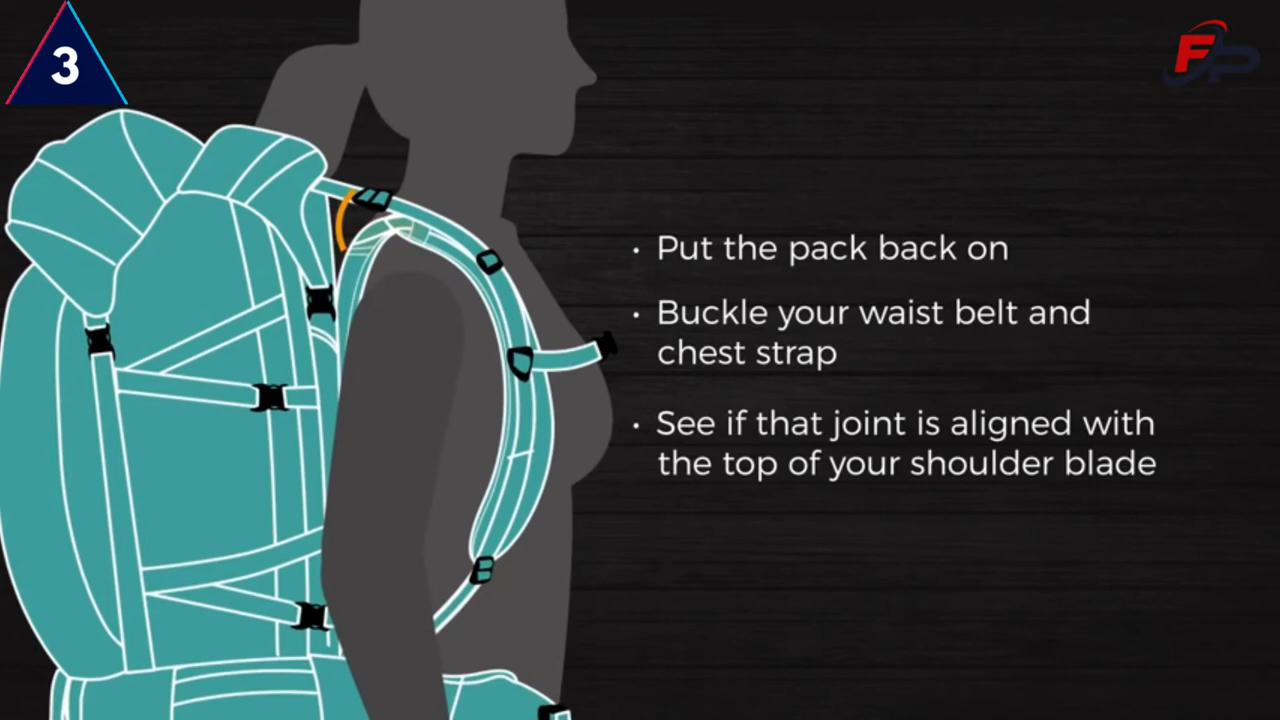 3
FP
• Put the pack back on
• Buckle your waist belt and
chest strap
• See if that joint is aligned with
the top of your shoulder blade